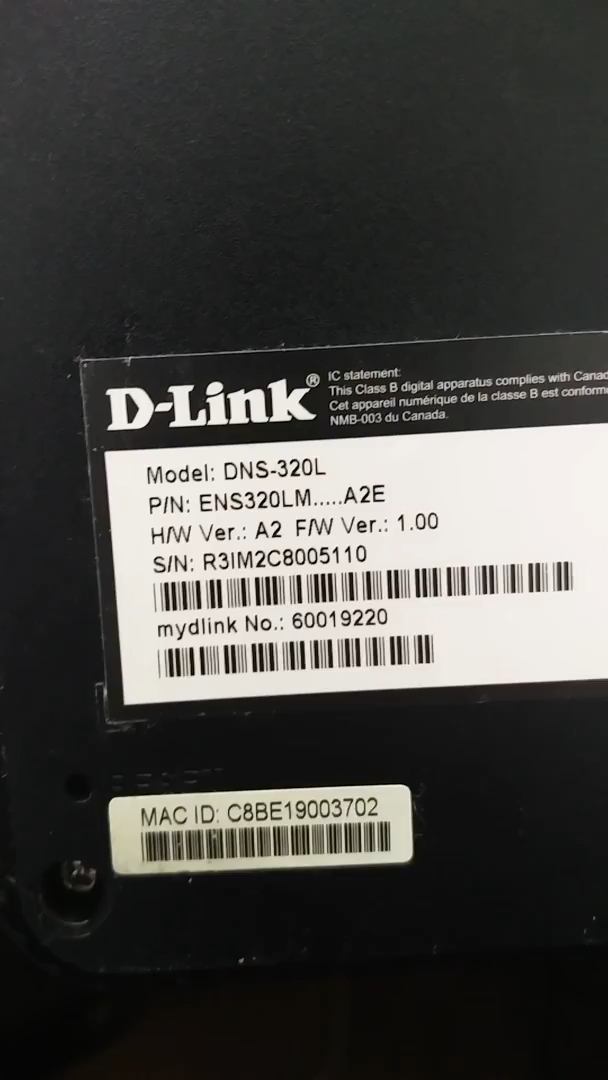 D-Link®
IC statement:
This Class B digital apparatus complies with Canad
Cet appareil numérique de la classe B est conform
NMB-003 du Canada.
Model: DNS-320L
P/N: ENS320LM.....A2E
H/W Ver.: A2 F/W Ver.: 1.00
S/N: R3IM2C8005110
mydlink No.: 60019220
MAC ID: C8BE19003702